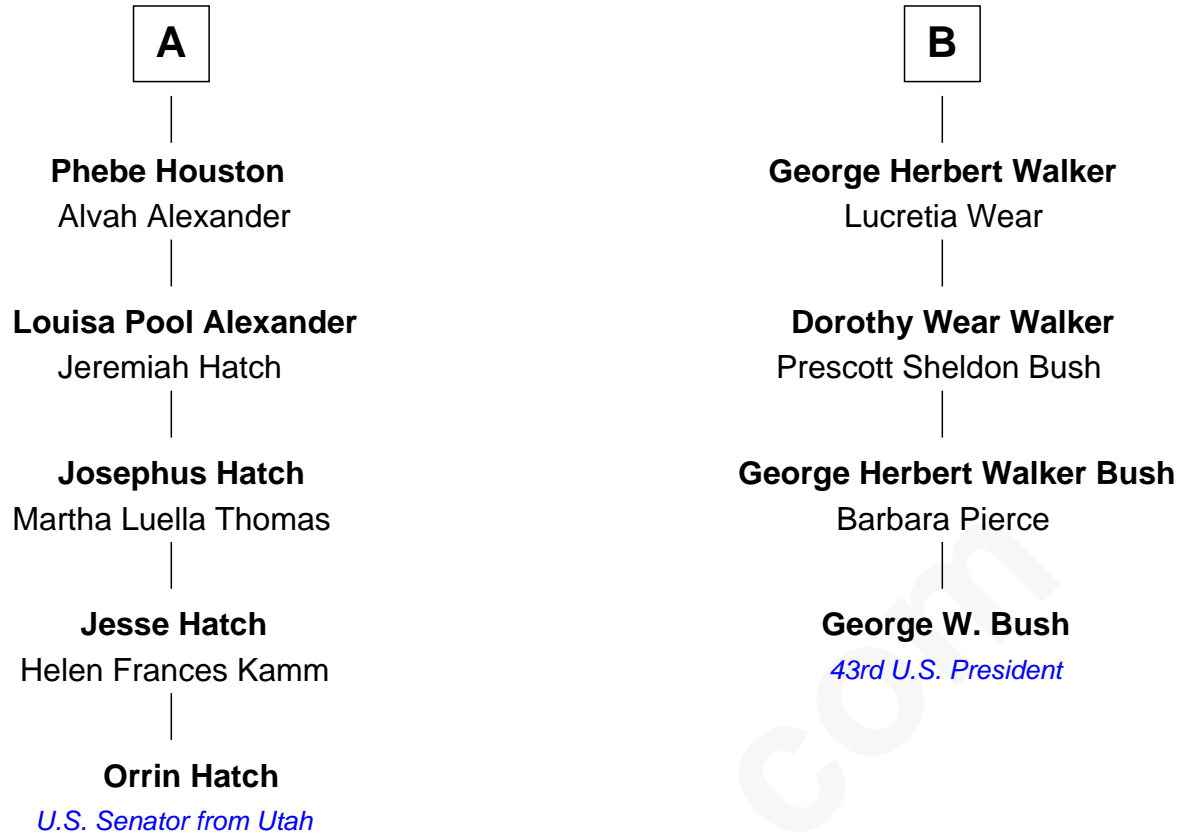 A
Phebe Houston
Alvah Alexander
Louisa Pool Alexander
Jeremiah Hatch
Josephus Hatch
Martha Luella Thomas
Jesse Hatch
Helen Frances Kamm
Orrin Hatch
U.S. Senator from Utah
B
George Herbert Walker
Lucretia Wear
Dorothy Wear Walker
Prescott Sheldon Bush
George Herbert Walker Bush
Barbara Pierce
George W. Bush
43rd U.S. President
com